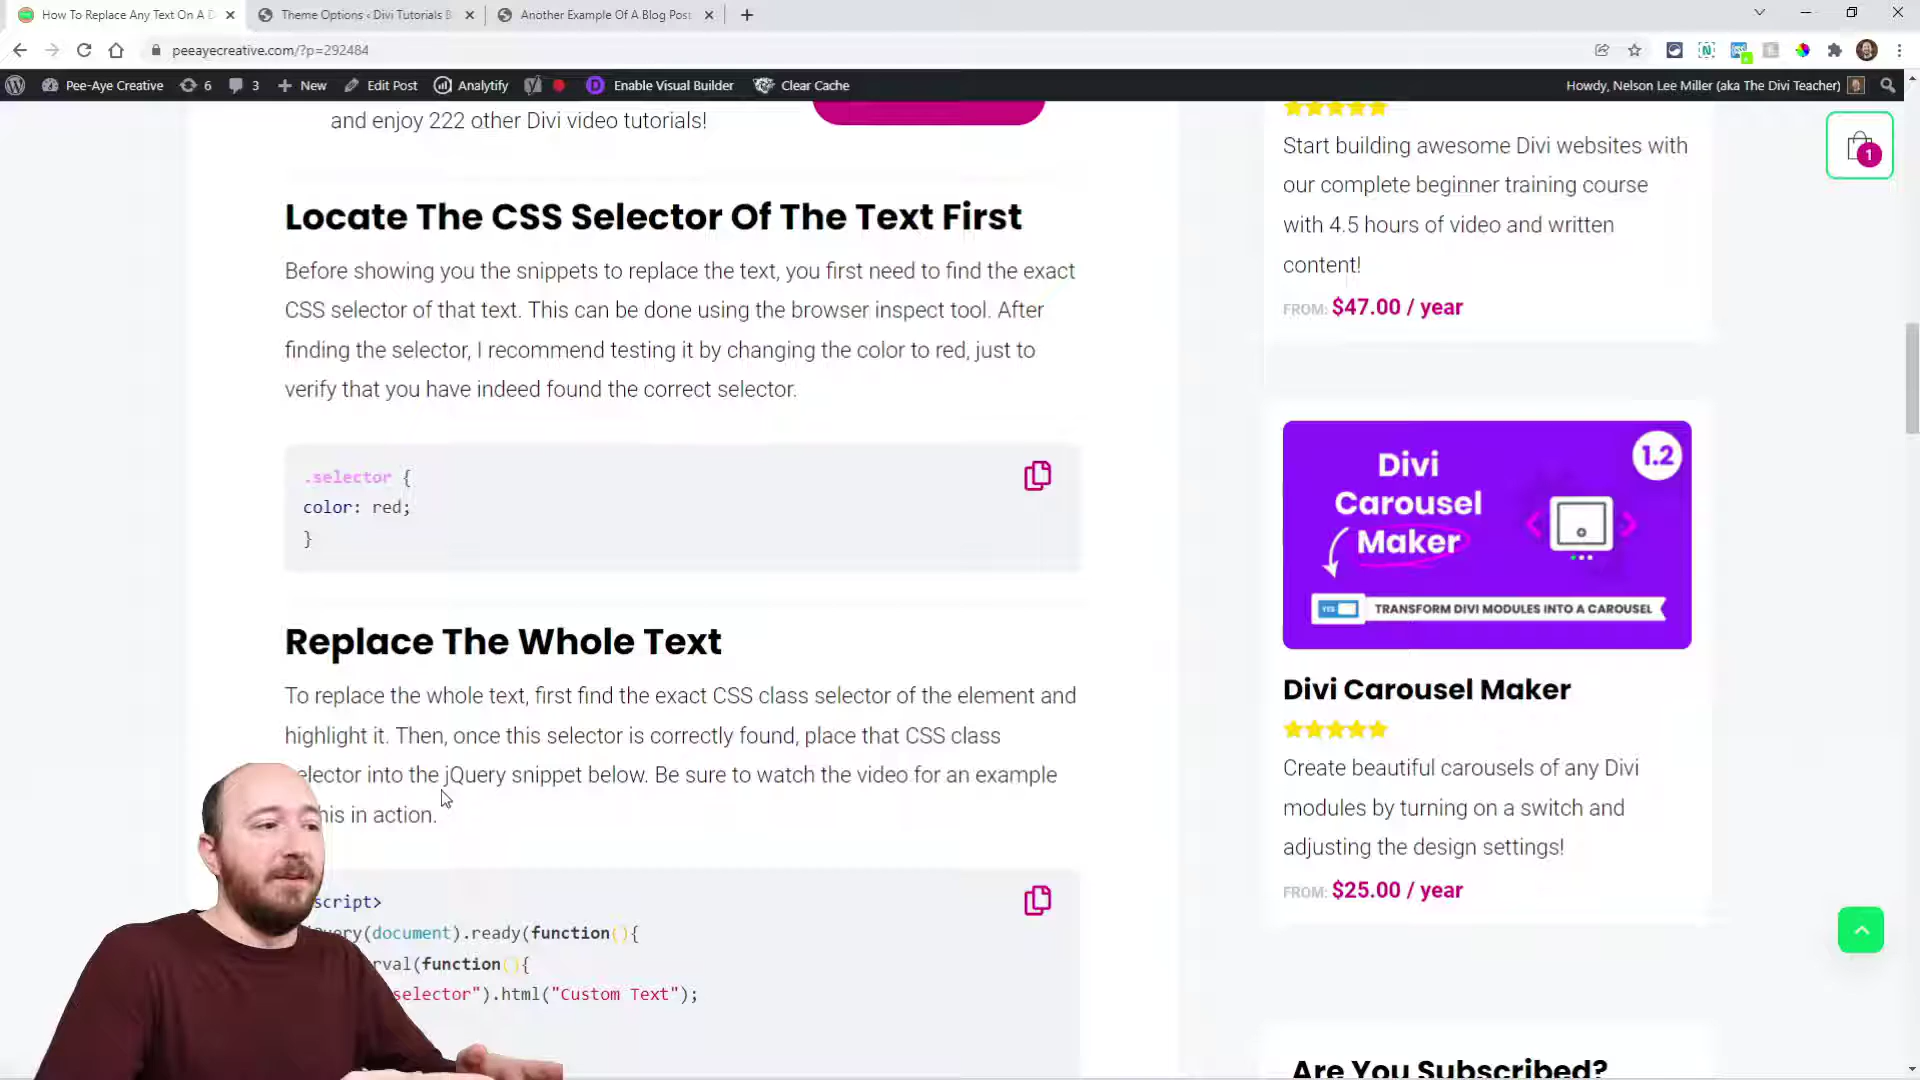 How To Replace Any Text On A D
Theme Options ‹ Divi Tutorials B
Another Example Of A Blog Post
peeayecreative.com/?p=292484
Pee-Aye Creative
6
3
New
Edit Post
Analytify
Enable Visual Builder
Clear Cache
Howdy, Nelson Lee Miller (aka The Divi Teacher)
and enjoy 222 other Divi video tutorials!
Locate The CSS Selector Of The Text First
Before showing you the snippets to replace the text, you first need to find the exact
CSS selector of that text. This can be done using the browser inspect tool. After
finding the selector, I recommend testing it by changing the color to red, just to
verify that you have indeed found the correct selector.
.selector {
color: red;
}
Replace The Whole Text
To replace the whole text, first find the exact CSS class selector of the element and
highlight it. Then, once this selector is correctly found, place that CSS class
elector into the jQuery snippet below. Be sure to watch the video for an example
his in action.
script>
Query(document).ready(function(){
rval(function(){
selector").html("Custom Text");
1
Start building awesome Divi websites with
our complete beginner training course
with 4.5 hours of video and written
content!
FROM: $47.00 / year
Divi
Carousel
Maker
1.2
YES
TRANSFORM DIVI MODULES INTO A CAROUSEL
Divi Carousel Maker
Create beautiful carousels of any Divi
modules by turning on a switch and
adjusting the design settings!
FROM: $25.00 / year
Are You Subscribed?